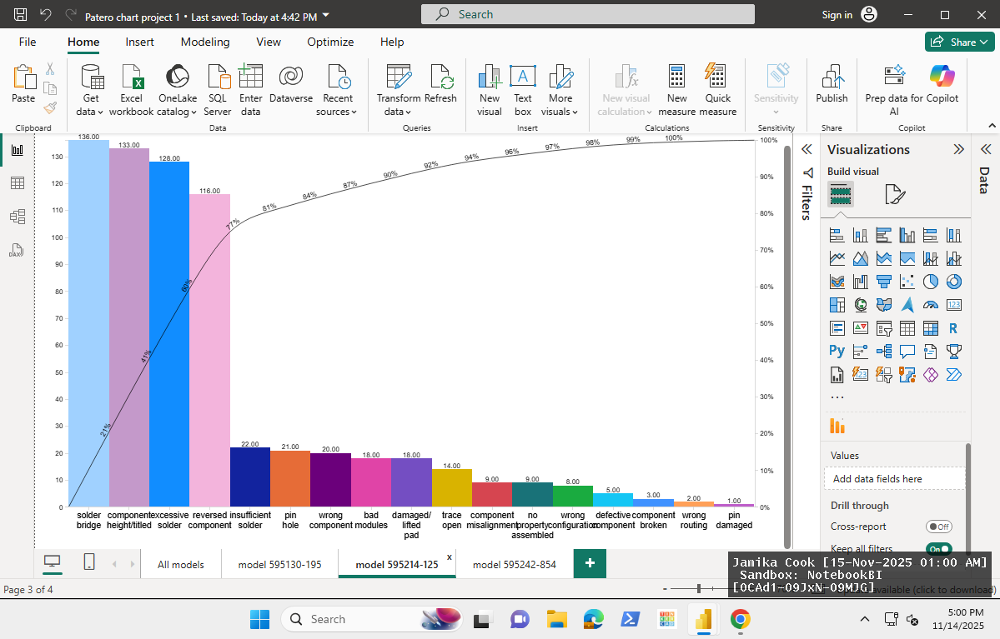 Patero chart project 1 • Last saved: Today at 4:42 PM
Search
Sign in
File
Home
Insert
Modeling
View
Optimize
Help
Share
Paste
Get data
Excel workbook
OneLake catalog
SQL Server
Enter data
Dataverse
Recent sources
Transform data
Refresh
New visual
Text box
More visuals
New visual calculation
New measure
Quick measure
Sensitivity
Publish
Prep data for AI
Copilot
Clipboard
Data
Queries
Insert
Calculations
Sensitivity
Share
Copilot
136.00
133.00
128.00
116.00
22.00
21.00
20.00
18.00
18.00
14.00
9.00
9.00
8.00
5.00
3.00
2.00
1.00
130
120
110
100
90
80
70
60
50
40
30
20
10
0
21%
41%
60%
77%
81%
84%
87%
90%
92%
94%
96%
97%
98%
99%
100%
100%
90%
80%
70%
60%
50%
40%
30%
20%
10%
0%
solder bridge
component height/titled
excessive solder
reversed component
insufficient solder
pin hole
wrong component
bad modules
damaged/ lifted pad
trace open
component misalignment
no property assembled
wrong configuration
defective component
component broken
wrong routing
pin damaged
Filters
Visualizations
Build visual
Data
123
R
Py
123
...
Values
Add data fields here
Drill through
Cross-report
Off
Keep all filters
On
All models
model 595130-195
model 595214-125
x
model 595242-854
+
Page 3 of 4
available (click to download)
Jamika Cook [15-Nov-2025 01:00 AM]
Sandbox: NotebookBI
[OCAd1-O9JxN-O9MJG]
Search
5:00 PM
11/14/2025